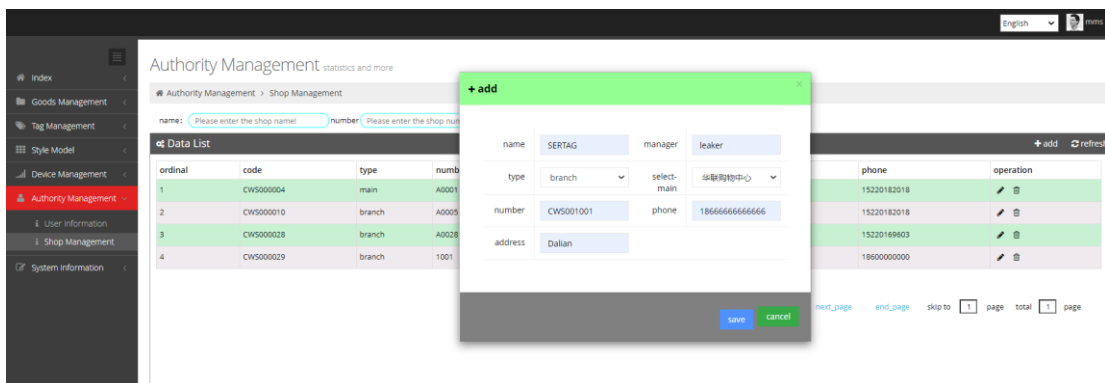 English
mms
Index
Goods Management
Tag Management
Style Model
Device Management
Authority Management
User Information
Shop Management
System Information
Authority Management statistics and more
Authority Management > Shop Management
name: Please enter the shop name! number Please enter the shop num
Data List
+ add refresh
ordinal code type numb phone operation
1 CWS000004 main A0001 15220182018
2 CWS000010 branch A0005 15220182018
3 CWS000028 branch A0028 15220169603
4 CWS000029 branch 1001 18600000000
next_page end_page skip to 1 page total 1 page
+ add ×
name SERTAG manager leaker
type branch select-main 华联购物中心
number CWS001001 phone 18666666666666
address Dalian
save cancel